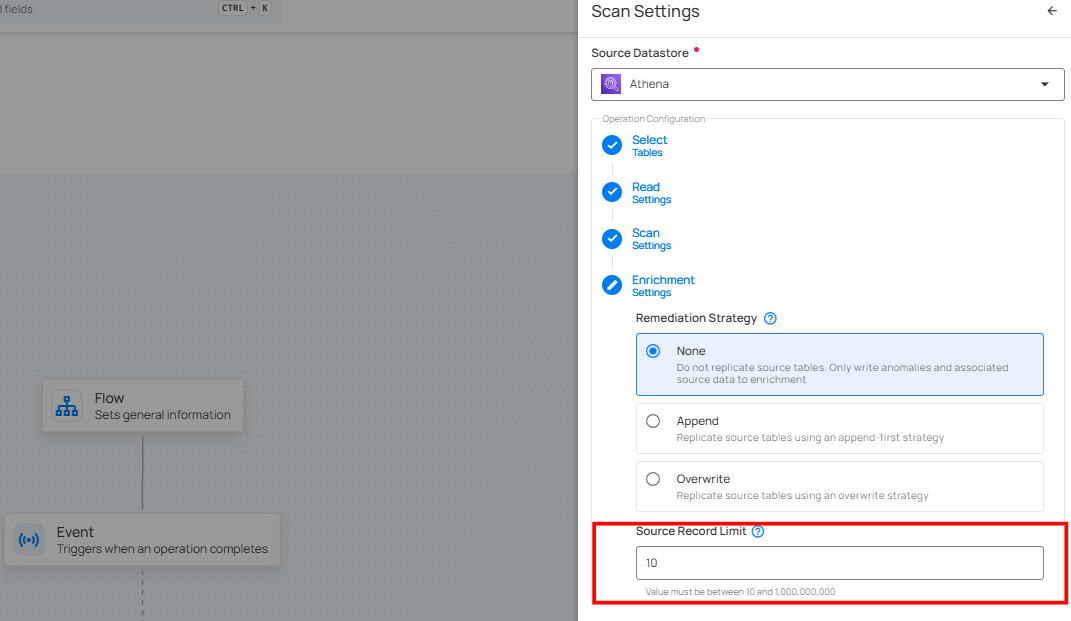 fields
CTRL + K
Scan Settings
Source Datastore
Athena
Operation Configuration
Select
Tables
Read
Settings
Scan
Settings
Enrichment
Settings
Remediation Strategy
None
Do not replicate source tables. Only write anomalies and associated
source data to enrichment
Append
Replicate source tables using an append-first strategy
Overwrite
Replicate source tables using an overwrite strategy
Source Record Limit
10
Value must be between 10 and 1,000,000,000
Flow
Sets general information
Event
Triggers when an operation completes